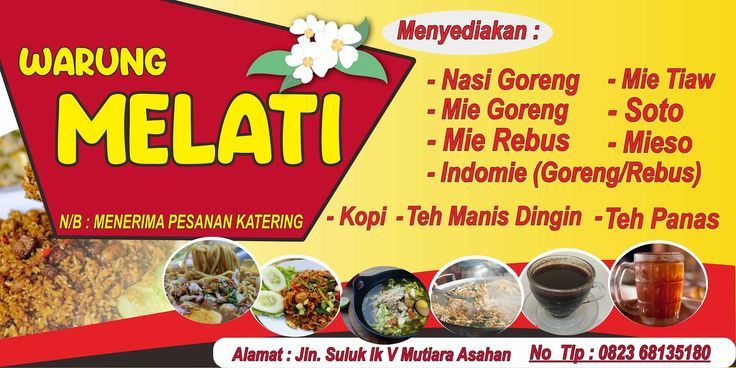 WARUNG
MELATI
N/B : MENERIMA PESANAN KATERING
Menyediakan :
- Nasi Goreng
- Mie Goreng
- Mie Rebus
- Indomie (Goreng/Rebus)
- Mie Tiaw
- Soto
- Mieso
- Kopi - Teh Manis Dingin - Teh Panas
Alamat : Jln. Suluk lk V Mutiara Asahan No Tlp : 0823 68135180